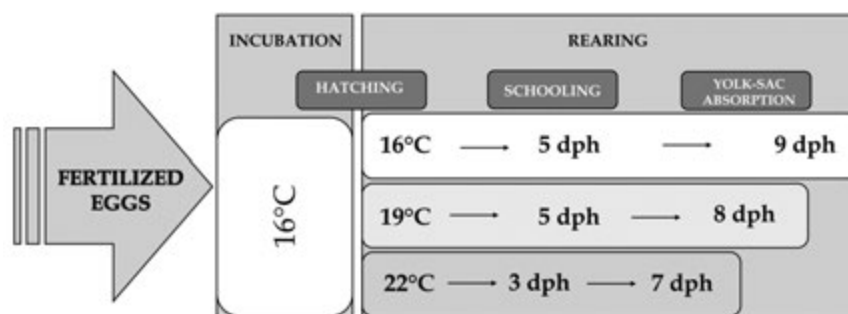 INCUBATION
REARING
HATCHING
SCHOOLING
YOLK-SAC
ABSORPTION
FERTILIZED
EGGS
16°C
16°C → 5 dph → 9 dph
19°C → 5 dph → 8 dph
22°C → 3 dph → 7 dph